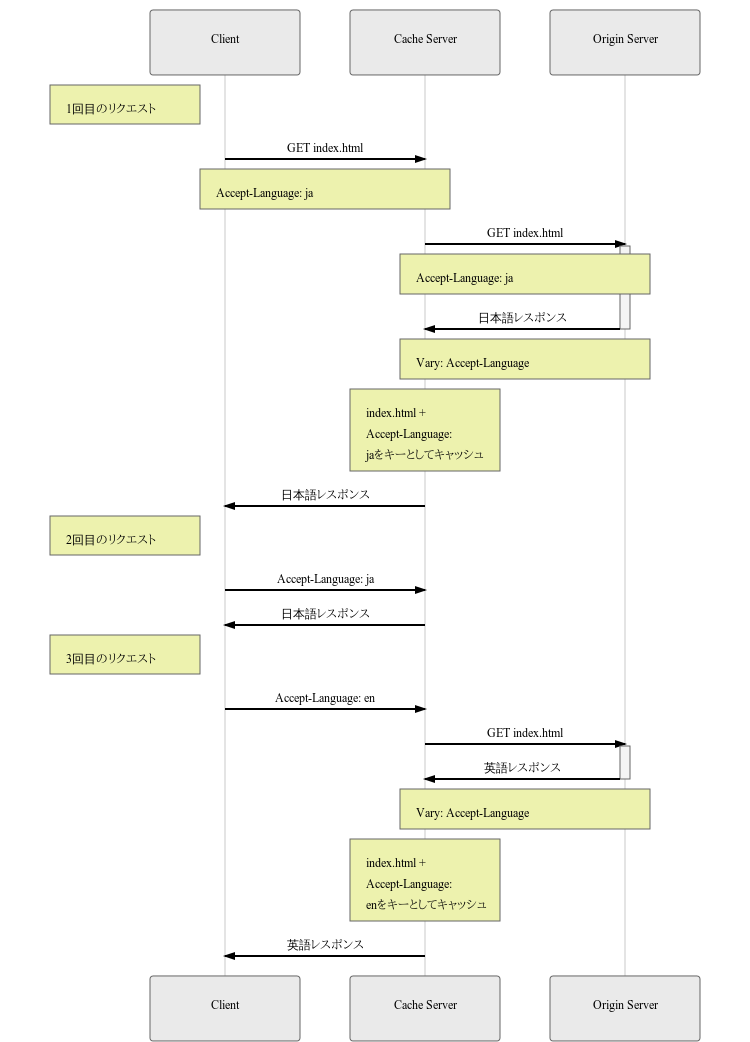 Client
Cache Server
Origin Server
1回目のリクエスト
GET index.html
Accept-Language: ja
GET index.html
Accept-Language: ja
日本語レスポンス
Vary: Accept-Language
index.html +
Accept-Language:
jaをキーとしてキャッシュ
日本語レスポンス
2回目のリクエスト
Accept-Language: ja
日本語レスポンス
3回目のリクエスト
Accept-Language: en
GET index.html
英語レスポンス
Vary: Accept-Language
index.html +
Accept-Language:
enをキーとしてキャッシュ
英語レスポンス
Client
Cache Server
Origin Server